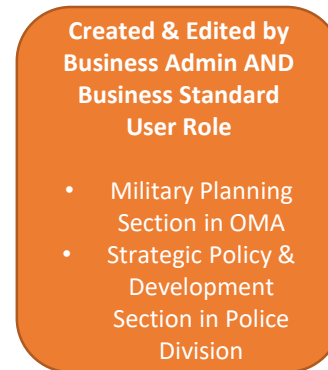 Created & Edited by
Business Admin AND
Business Standard
User Role
• Military Planning
Section in OMA
• Strategic Policy &
Development
Section in Police
Division